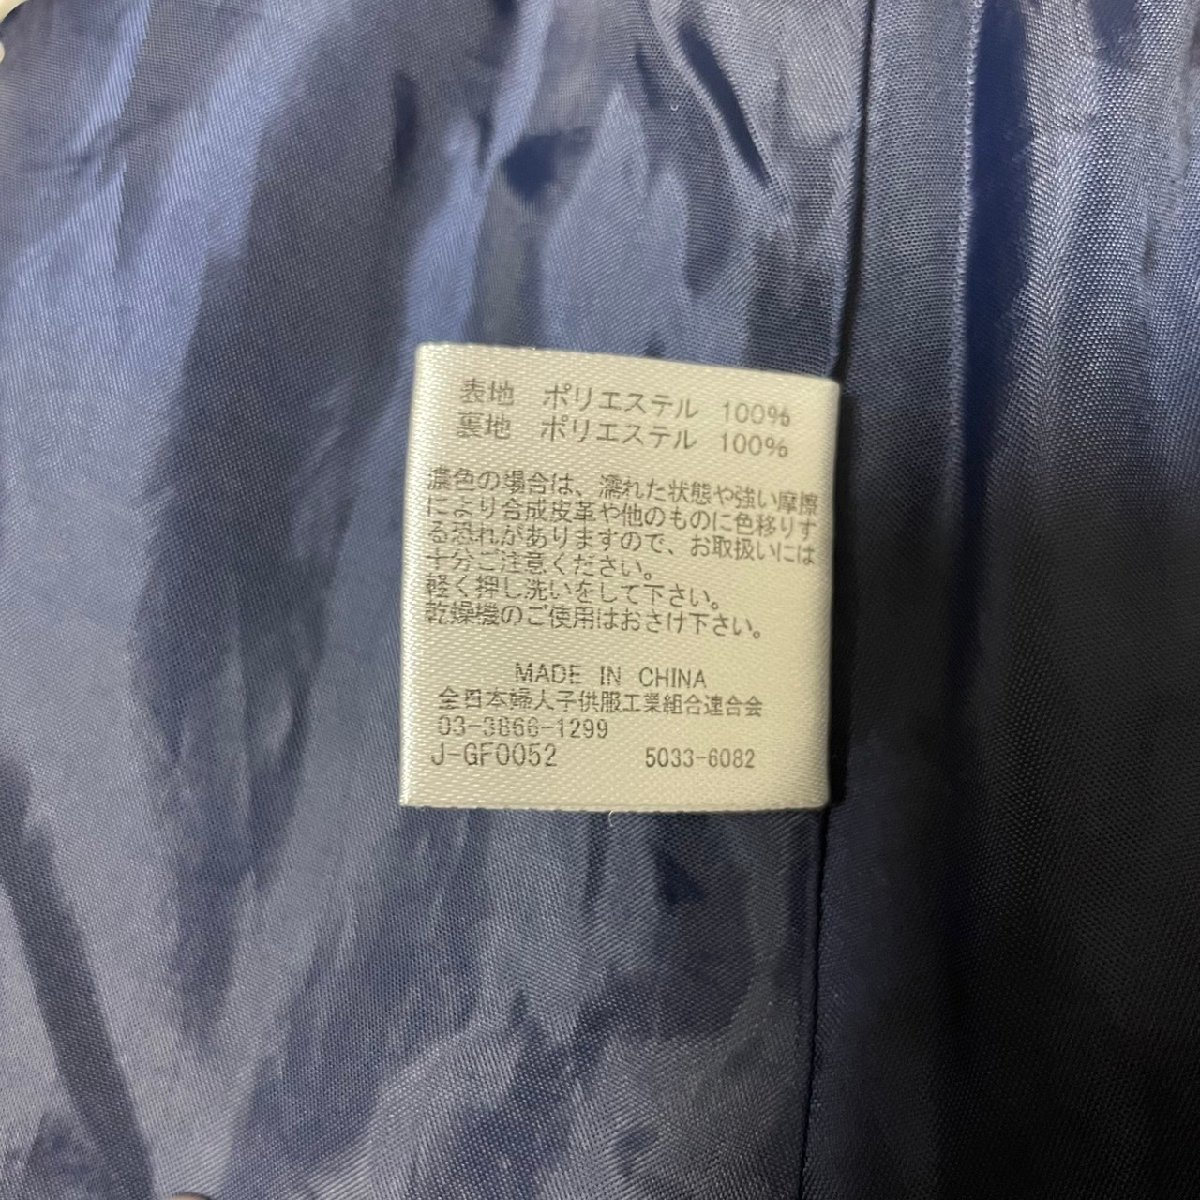 表地 ポリエステル 100%
裏地 ポリエステル 100%
濃色の場合は、濡れた状態や強い摩擦
により合成皮革や他のものに色移りす
る恐れがありますので、お取扱いには
十分ご注意ください。
軽く押し洗いをして下さい。
乾燥機のご使用はおさけ下さい。
MADE IN CHINA
全日本婦人子供服工業組合連合会
03-3866-1299
J-GF0052 5033-6082